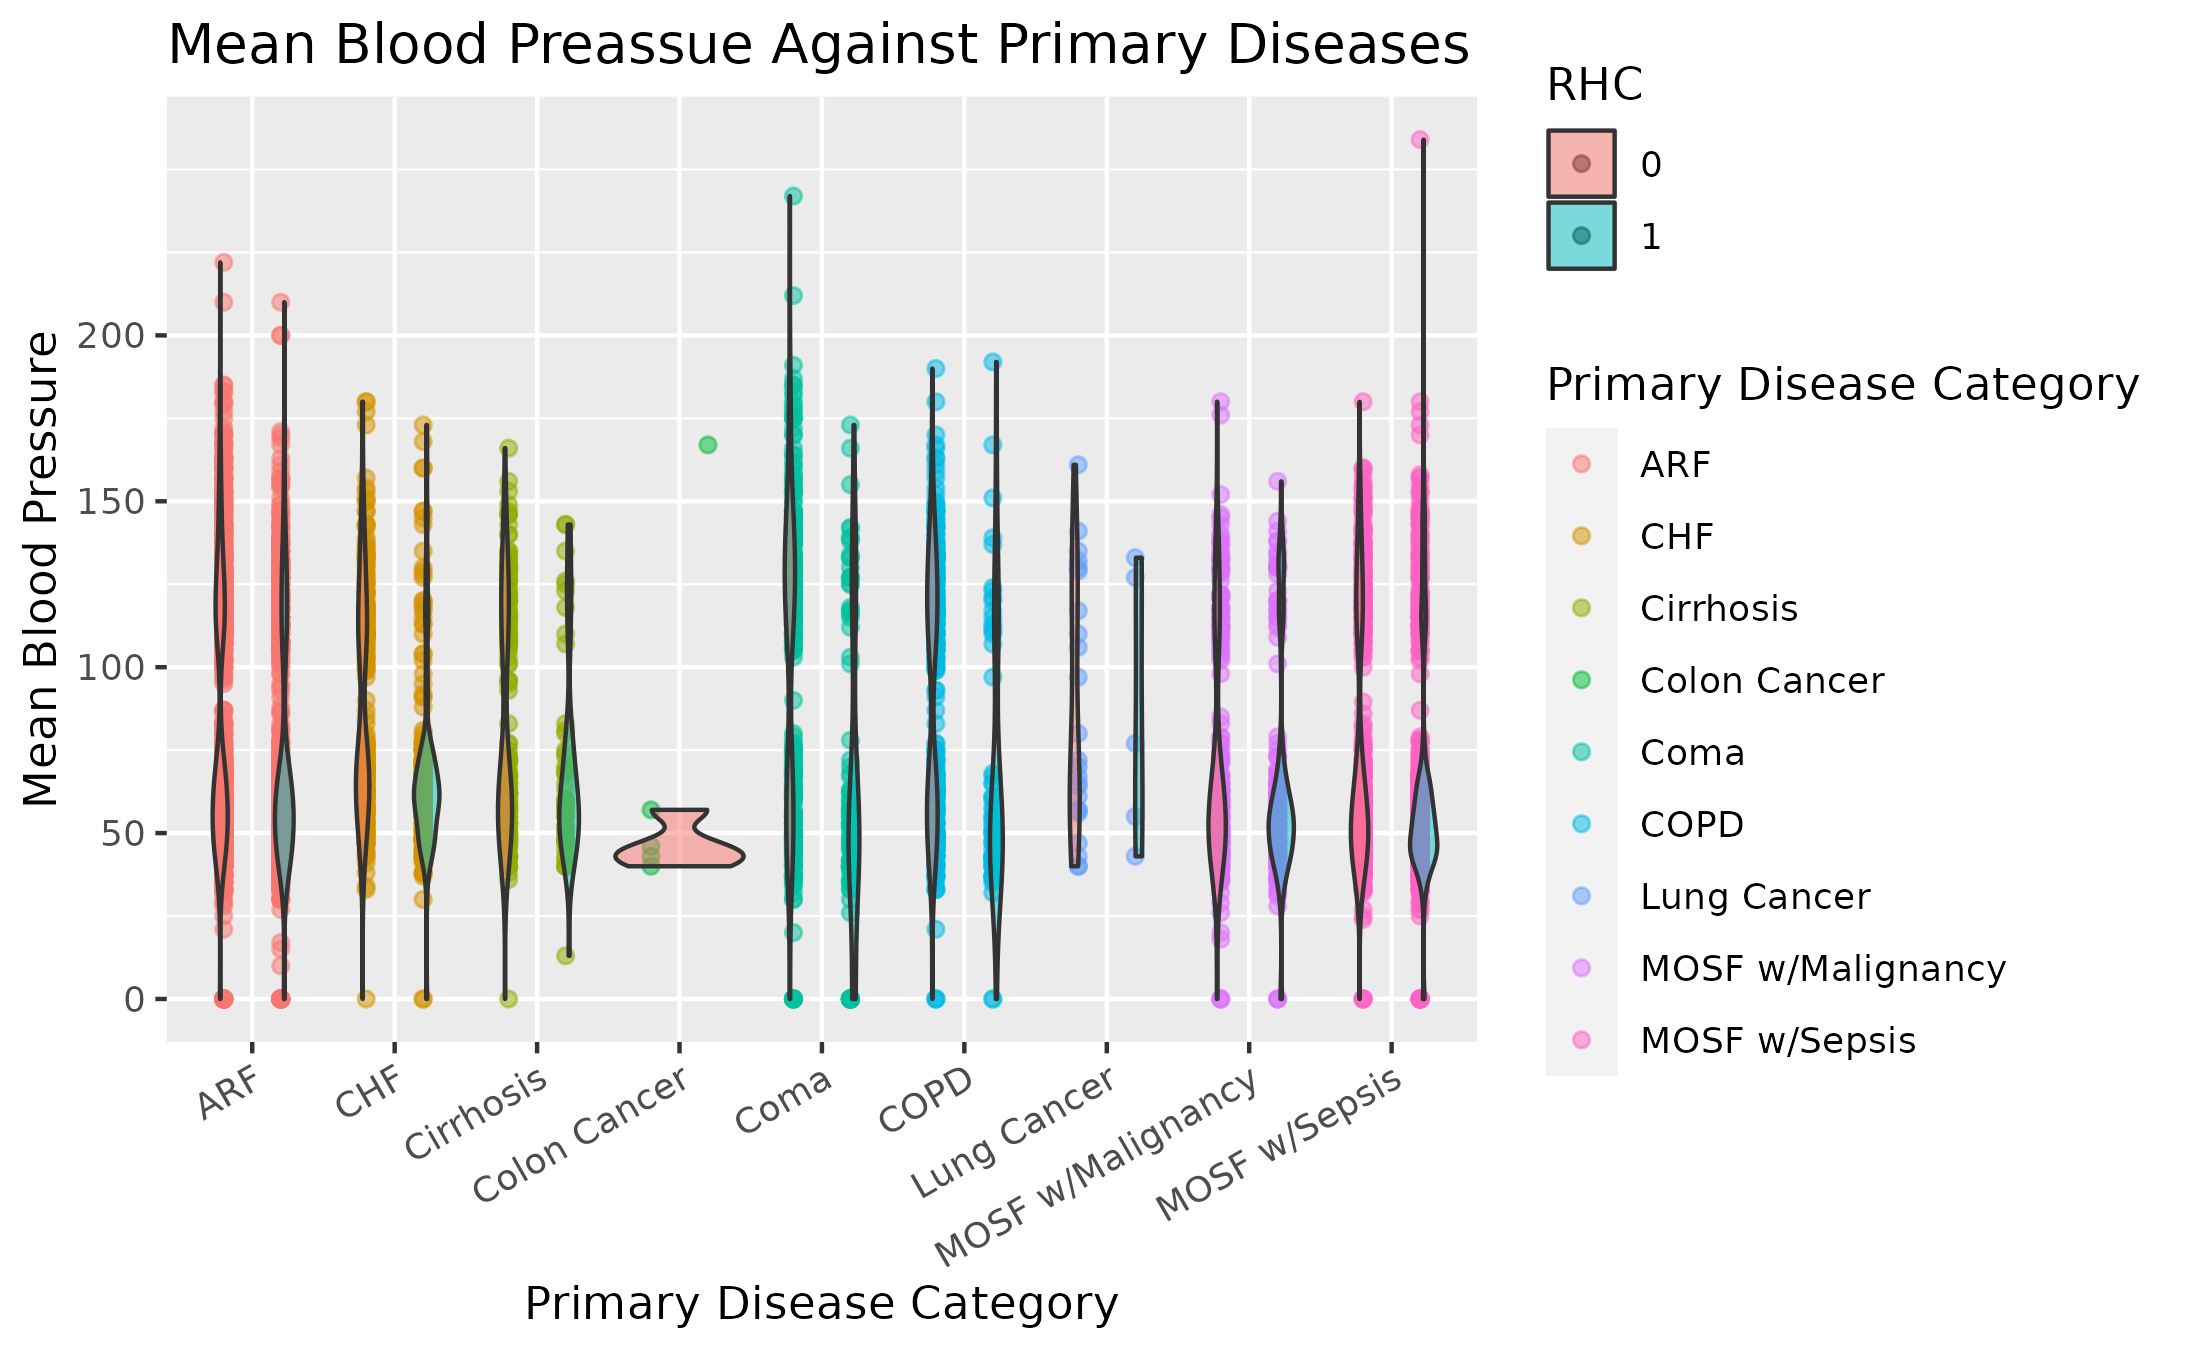 Mean Blood Preassue Against Primary Diseases
Mean Blood Pressure
200
150
100
50
0
ARF
CHF
Cirrhosis
Colon Cancer
Coma
COPD
Lung Cancer
MOSF w/Malignancy
MOSF w/Sepsis
Primary Disease Category
RHC
0
1
Primary Disease Category
ARF
CHF
Cirrhosis
Colon Cancer
Coma
COPD
Lung Cancer
MOSF w/Malignancy
MOSF w/Sepsis